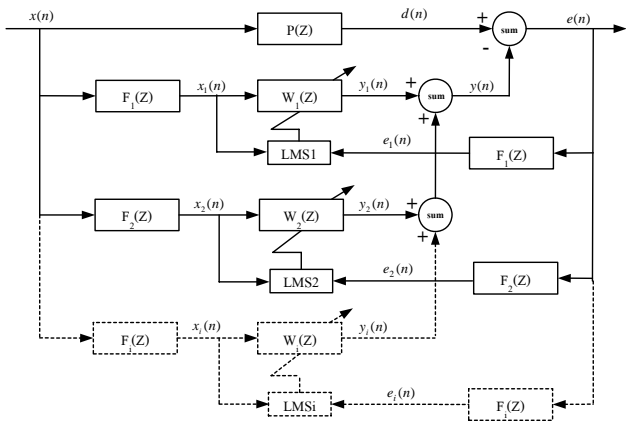 x(n) P(Z) d(n) + sum e(n)
-
F₁(Z) x₁(n) W₁(Z) y₁(n) + sum y(n)
+
LMS1 e₁(n) F₁(Z)
F₂(Z) x₂(n) W₂(Z) y₂(n) + sum
+
LMS2 e₂(n) F₂(Z)
Fᵢ(Z) xᵢ(n) Wᵢ(Z) yᵢ(n)
LMSi eᵢ(n) Fᵢ(Z)